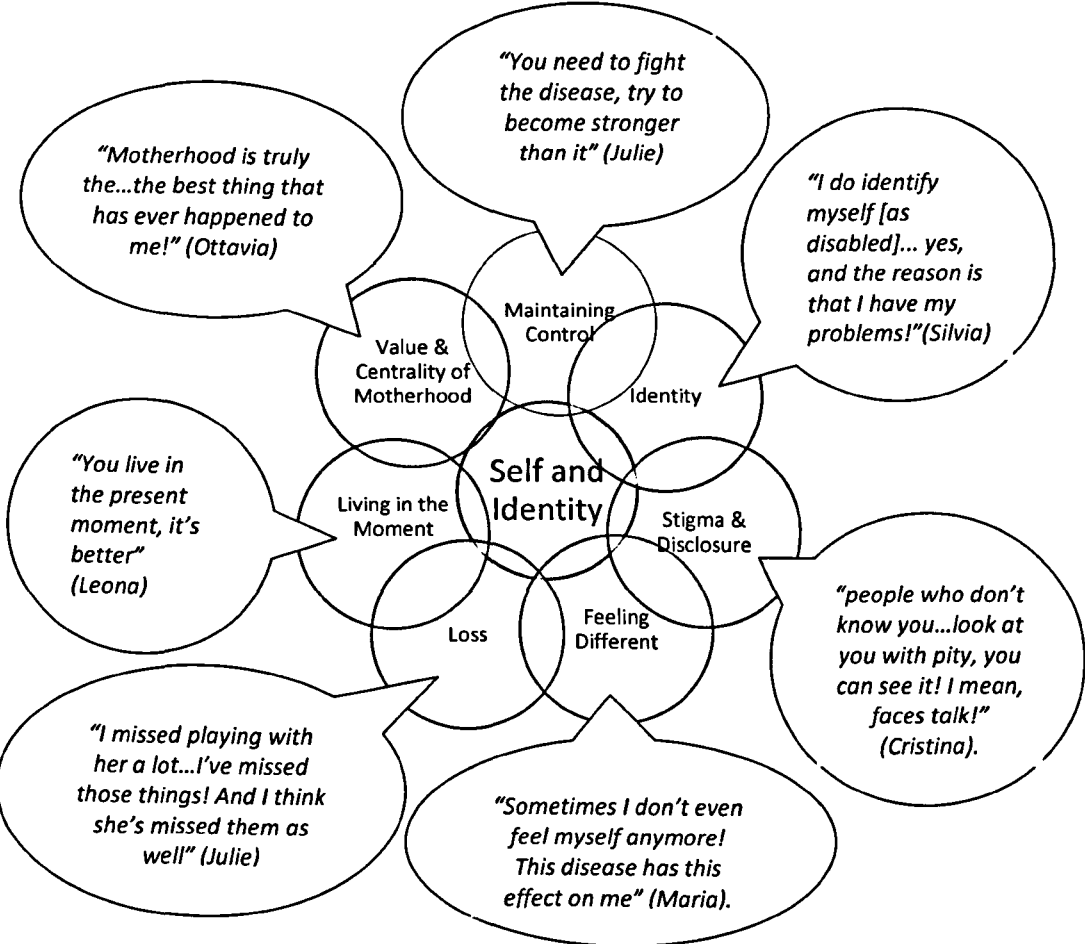 "You need to fight
the disease, try to
become stronger
than it" (Julie)
"Motherhood is truly
the...the best thing that
has ever happened to
me!" (Ottavia)
"I do identify
myself [as
disabled]... yes,
and the reason is
that I have my
problems!"(Silvia)
Maintaining
Control
Value &
Centrality of
Motherhood
Identity
"You live in
the present
moment, it's
better"
(Leona)
Living in the
Moment
Self and
Identity
Stigma &
Disclosure
Loss
Feeling
Different
"people who don't
know you...look at
you with pity, you
can see it! I mean,
faces talk!"
(Cristina).
"I missed playing with
her a lot...I've missed
those things! And I think
she's missed them as
well" (Julie)
"Sometimes I don't even
feel myself anymore!
This disease has this
effect on me" (Maria).